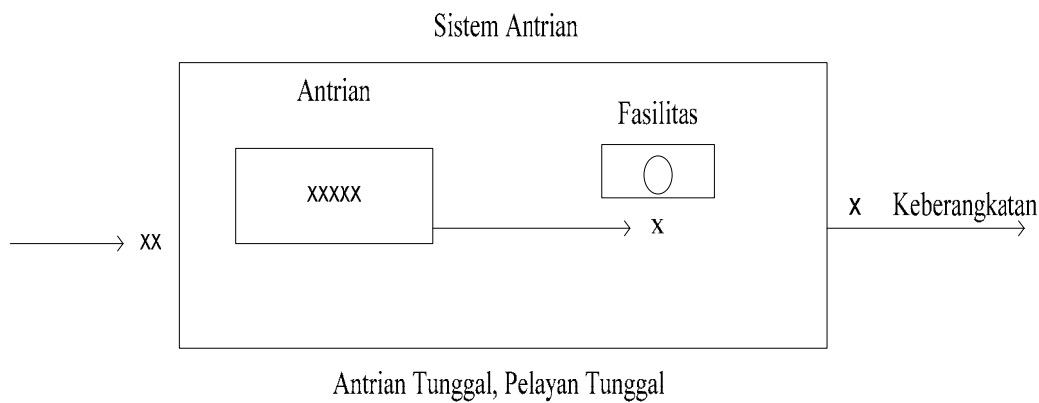 Sistem Antrian
Antrian
Fasilitas
XXXXX
X Keberangkatan
X
XX
Antrian Tunggal, Pelayan Tunggal